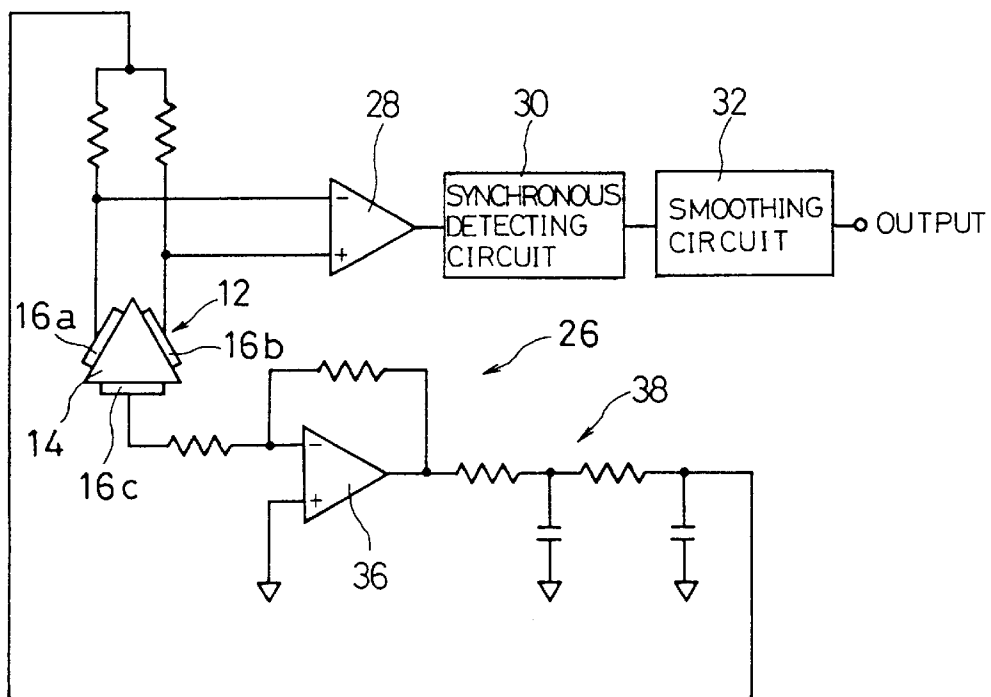 28
30
32
−
+
SYNCHRONOUS
DETECTING
CIRCUIT
SMOOTHING
CIRCUIT
OUTPUT
12
16a
16b
14
16c
26
−
+
36
38